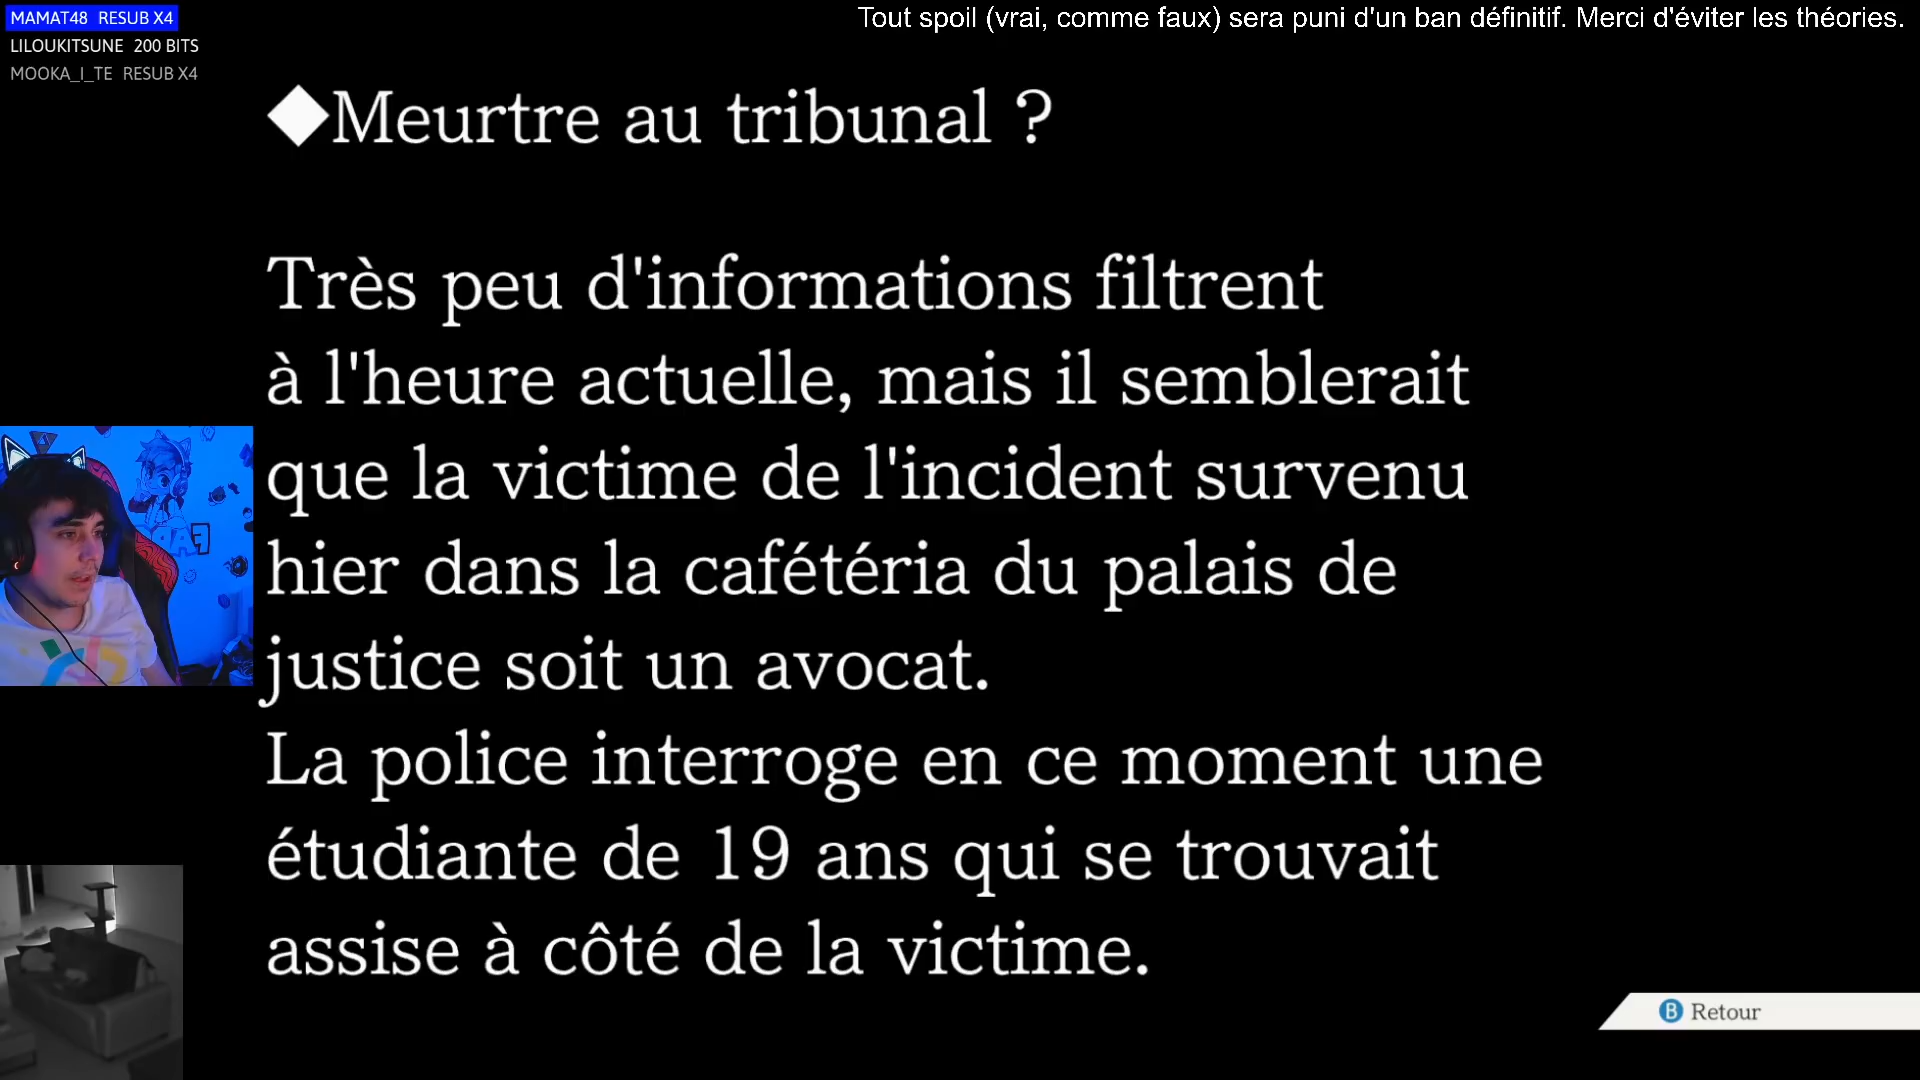 MAMAT48 RESUB X4
LILOUKITSUNE 200 BITS
MOOKA_I_TE RESUB X4
Tout spoil (vrai, comme faux) sera puni d'un ban définitif. Merci d'éviter les théories.
◆Meurtre au tribunal ?
Très peu d'informations filtrent
à l'heure actuelle, mais il semblerait
que la victime de l'incident survenu
hier dans la cafétéria du palais de
justice soit un avocat.
La police interroge en ce moment une
étudiante de 19 ans qui se trouvait
assise à côté de la victime.
B Retour